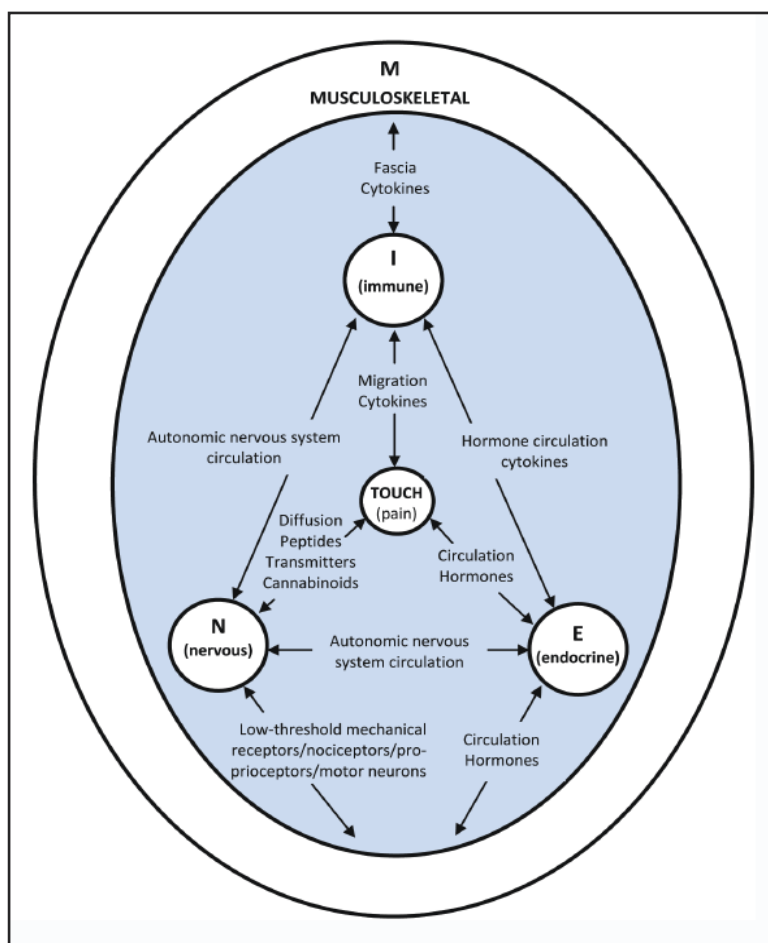 M
MUSCULOSKELETAL
Fascia
Cytokines
I
(immune)
Migration
Cytokines
Autonomic nervous system
circulation
Hormone circulation
cytokines
TOUCH
(pain)
Diffusion
Peptides
Transmitters
Cannabinoids
Circulation
Hormones
N
(nervous)
Autonomic nervous
system circulation
E
(endocrine)
Low-threshold mechanical
receptors/nociceptors/pro-
prioceptors/motor neurons
Circulation
Hormones